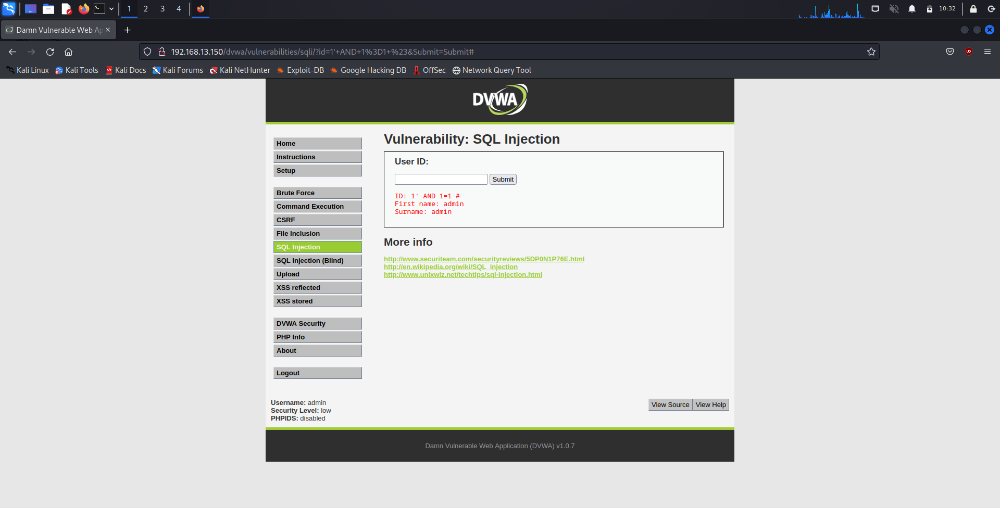 1 2 3 4 10:32
Damn Vulnerable Web Ap
192.168.13.150/dvwa/vulnerabilities/sqli/?id=1'+AND+1%3D1+%23&Submit=Submit#
Kali Linux Kali Tools Kali Docs Kali Forums Kali NetHunter Exploit-DB Google Hacking DB OffSec Network Query Tool
DVWA
Home
Instructions
Setup
Brute Force
Command Execution
CSRF
File Inclusion
SQL Injection
SQL Injection (Blind)
Upload
XSS reflected
XSS stored
DVWA Security
PHP Info
About
Logout
Vulnerability: SQL Injection
User ID:
Submit
ID: 1' AND 1=1 #
First name: admin
Surname: admin
More info
http://www.securiteam.com/securityreviews/5DP0N1P76E.html
http://en.wikipedia.org/wiki/SQL_injection
http://www.unixwiz.net/techtips/sql-injection.html
Username: admin
Security Level: low
PHPIDS: disabled
View Source View Help
Damn Vulnerable Web Application (DVWA) v1.0.7